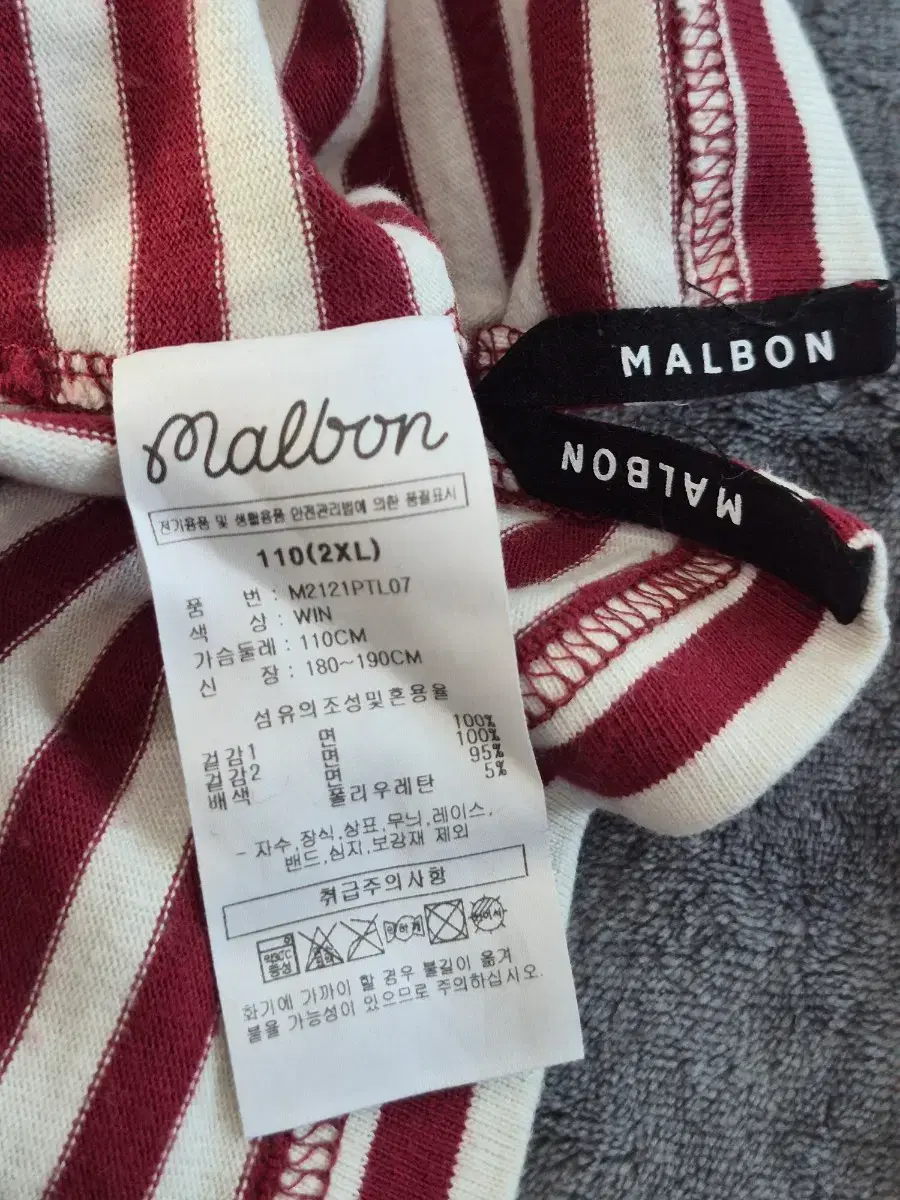 MALBON
MALBON
malbon
전기용품 및 생활용품 안전관리법에 의한 품질표시
110(2XL)
품 번 : M2121PTL07
색 상 : WIN
가슴둘레 : 110CM
신 장 : 180~190CM
섬유의 조성및혼용율
걸감1 면 100%
걸감2 면 100%
배색 면 95%
폴리우레탄 5%
- 자수,장식,상표,무늬,레이스,
밴드,심지,보강재 제외
취급주의사항
중성
화기에 가까이 할 경우 불길이 옮겨
붙을 가능성이 있으므로 주의하십시오.